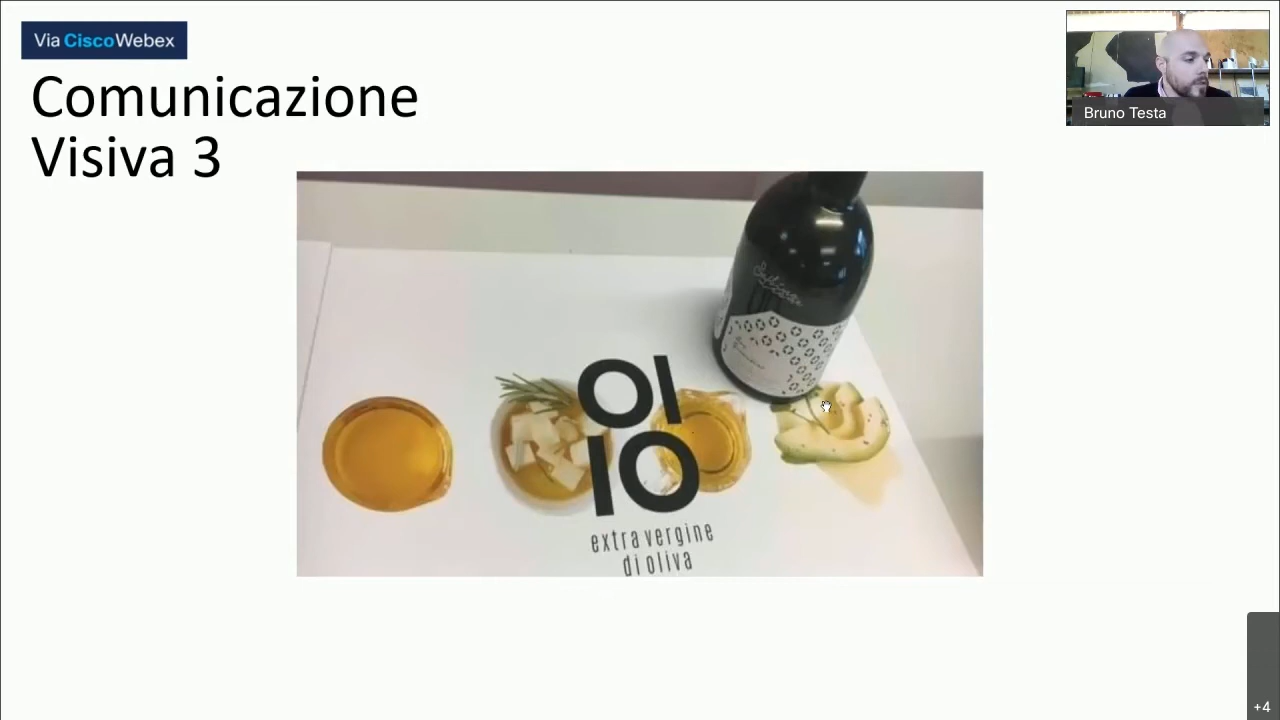 Via CiscoWebex
Comunicazione
Visiva 3
Bruno Testa
OI
IO
extra vergine
di oliva
+4